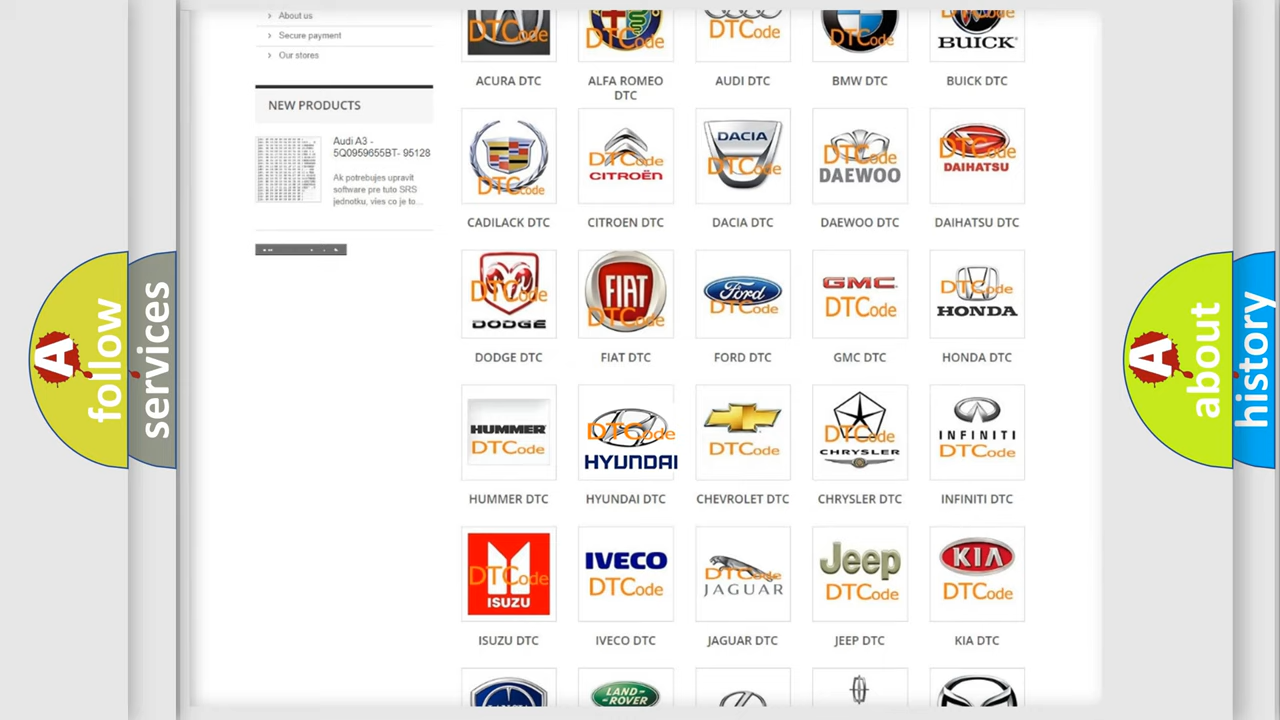 About us
Secure payment
Our stores
NEW PRODUCTS
Audi A3 -
5Q0959655BT- 95128
Ak potrebujes upravit
software pre tuto SRS
jednotku, vies co je to...
DTCode DTCode DTCode DTCode
BUICK
ACURA DTC
ALFA ROMEO
DTC
AUDI DTC
BMW DTC
BUICK DTC
DTCode
DTCode
CITROËN
DACIA
DTCode
DTCode
DAEWOO
DTCode
DAIHATSU
CADILACK DTC
CITROEN DTC
DACIA DTC
DAEWOO DTC
DAIHATSU DTC
DTCode
DODGE
FIAT
DTCode
Ford
DTCode
GMC
DTCode
DTCode
HONDA
DODGE DTC
FIAT DTC
FORD DTC
GMC DTC
HONDA DTC
HUMMER
DTCode
DTCode
HYUNDAI
DTCode
DTCode
CHRYSLER
INFINITI
DTCode
HUMMER DTC
HYUNDAI DTC
CHEVROLET DTC
CHRYSLER DTC
INFINITI DTC
DTCode
ISUZU
IVECO
DTCode
DTCode
JAGUAR
Jeep
DTCode
KIA
DTCode
ISUZU DTC
IVECO DTC
JAGUAR DTC
JEEP DTC
KIA DTC
LAND-
ROVER
A
follow
services
A
about
history